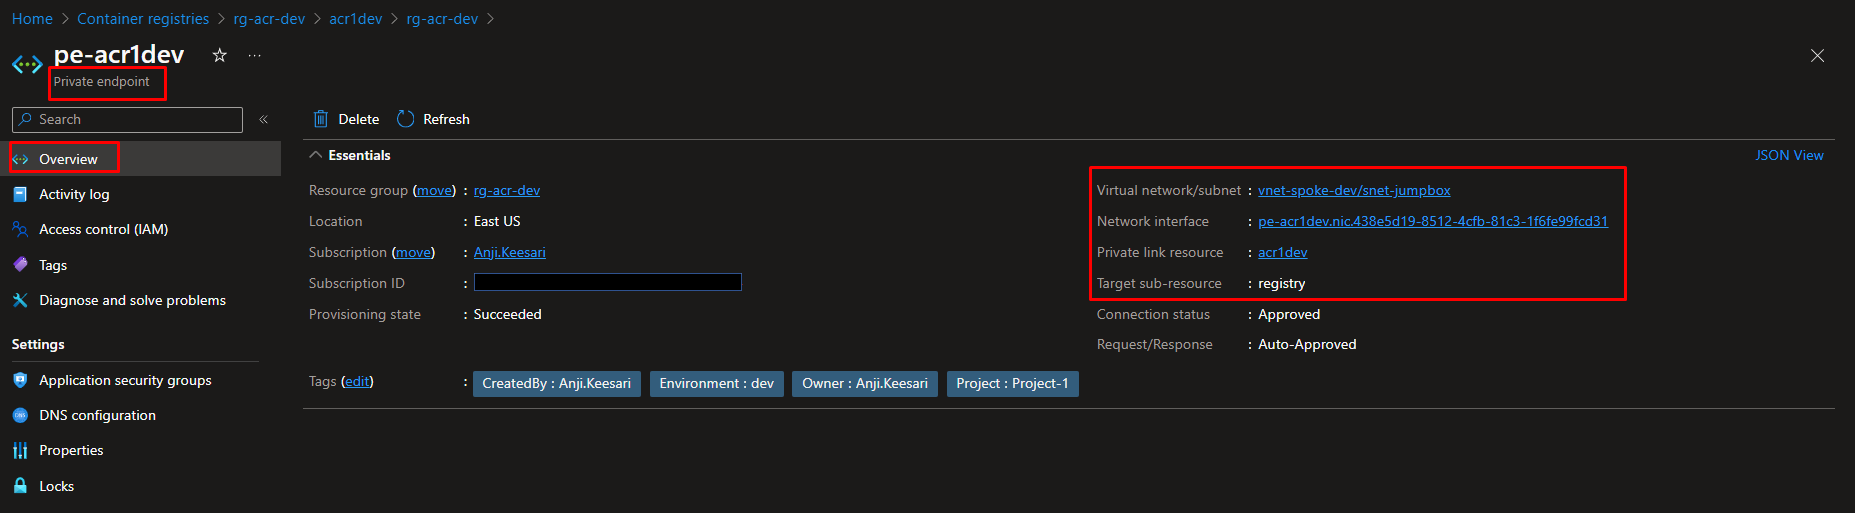 Home > Container registries > rg-acr-dev > acr1dev > rg-acr-dev >
pe-acr1dev ☆ ...
Private endpoint
Search «
Overview
Activity log
Access control (IAM)
Tags
Diagnose and solve problems
Settings
Application security groups
DNS configuration
Properties
Locks
Delete Refresh
Essentials
JSON View
Resource group (move) : rg-acr-dev
Location : East US
Subscription (move) : Anji.Keesari
Subscription ID :
Provisioning state : Succeeded
Virtual network/subnet : vnet-spoke-dev/snet-jumpbox
Network interface : pe-acr1dev.nic.438e5d19-8512-4cfb-81c3-1f6fe99fcd31
Private link resource : acr1dev
Target sub-resource : registry
Connection status : Approved
Request/Response : Auto-Approved
Tags (edit) : CreatedBy : Anji.Keesari Environment : dev Owner : Anji.Keesari Project : Project-1